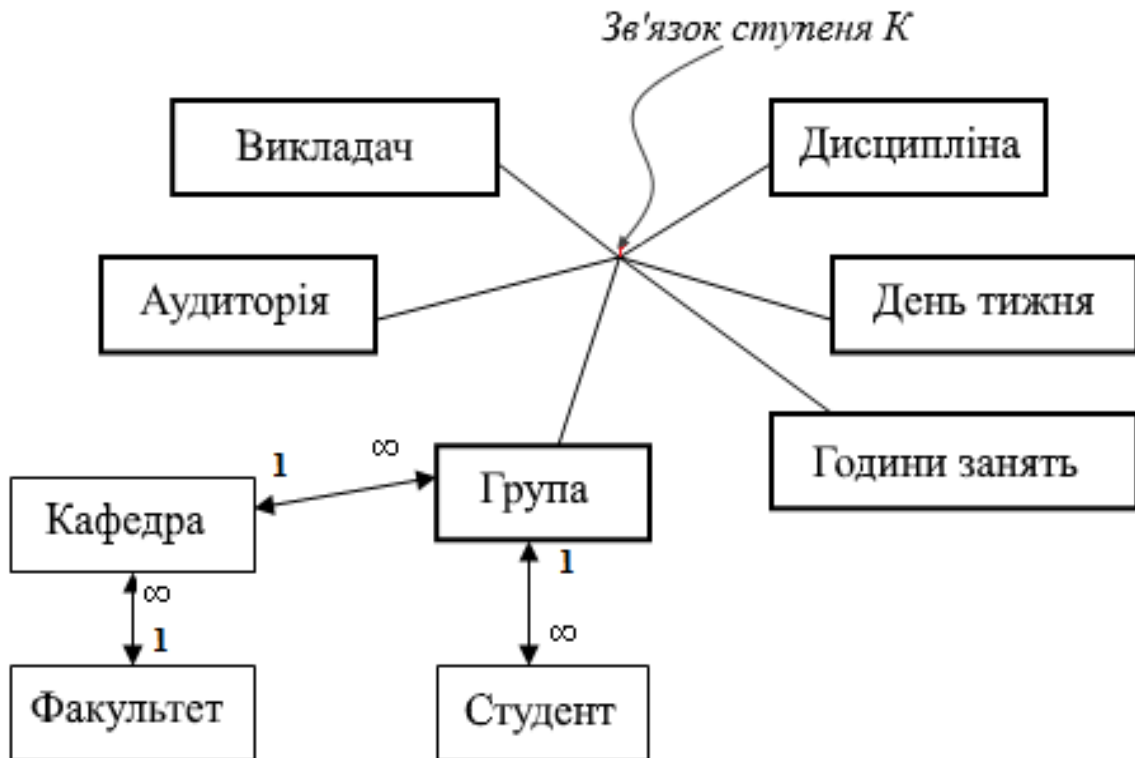 Зв'язок ступеня К
Викладач
Дисципліна
Аудиторія
День тижня
Години занять
1
∞
Група
Кафедра
1
∞
1
∞
Факультет
Студент